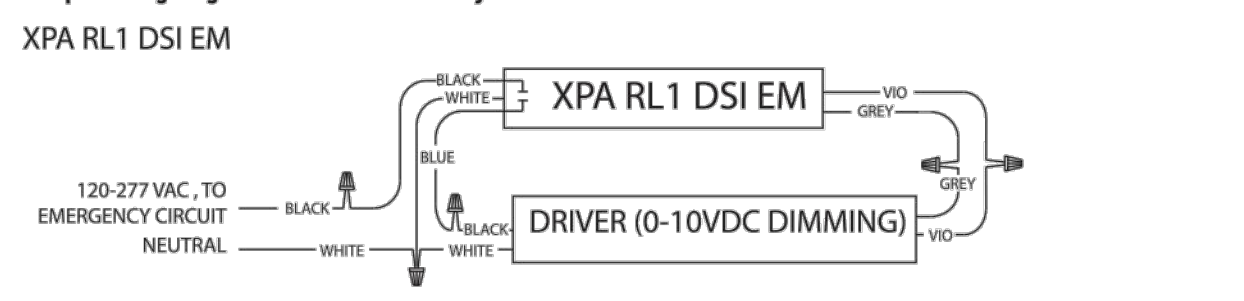 XPA RL1 DSI EM
BLACK
WHITE
XPA RL1 DSI EM
VIO
GREY
BLUE
120-277 VAC , TO
EMERGENCY CIRCUIT
BLACK
GREY
BLACK
DRIVER (0-10VDC DIMMING)
VIO
NEUTRAL
WHITE
WHITE